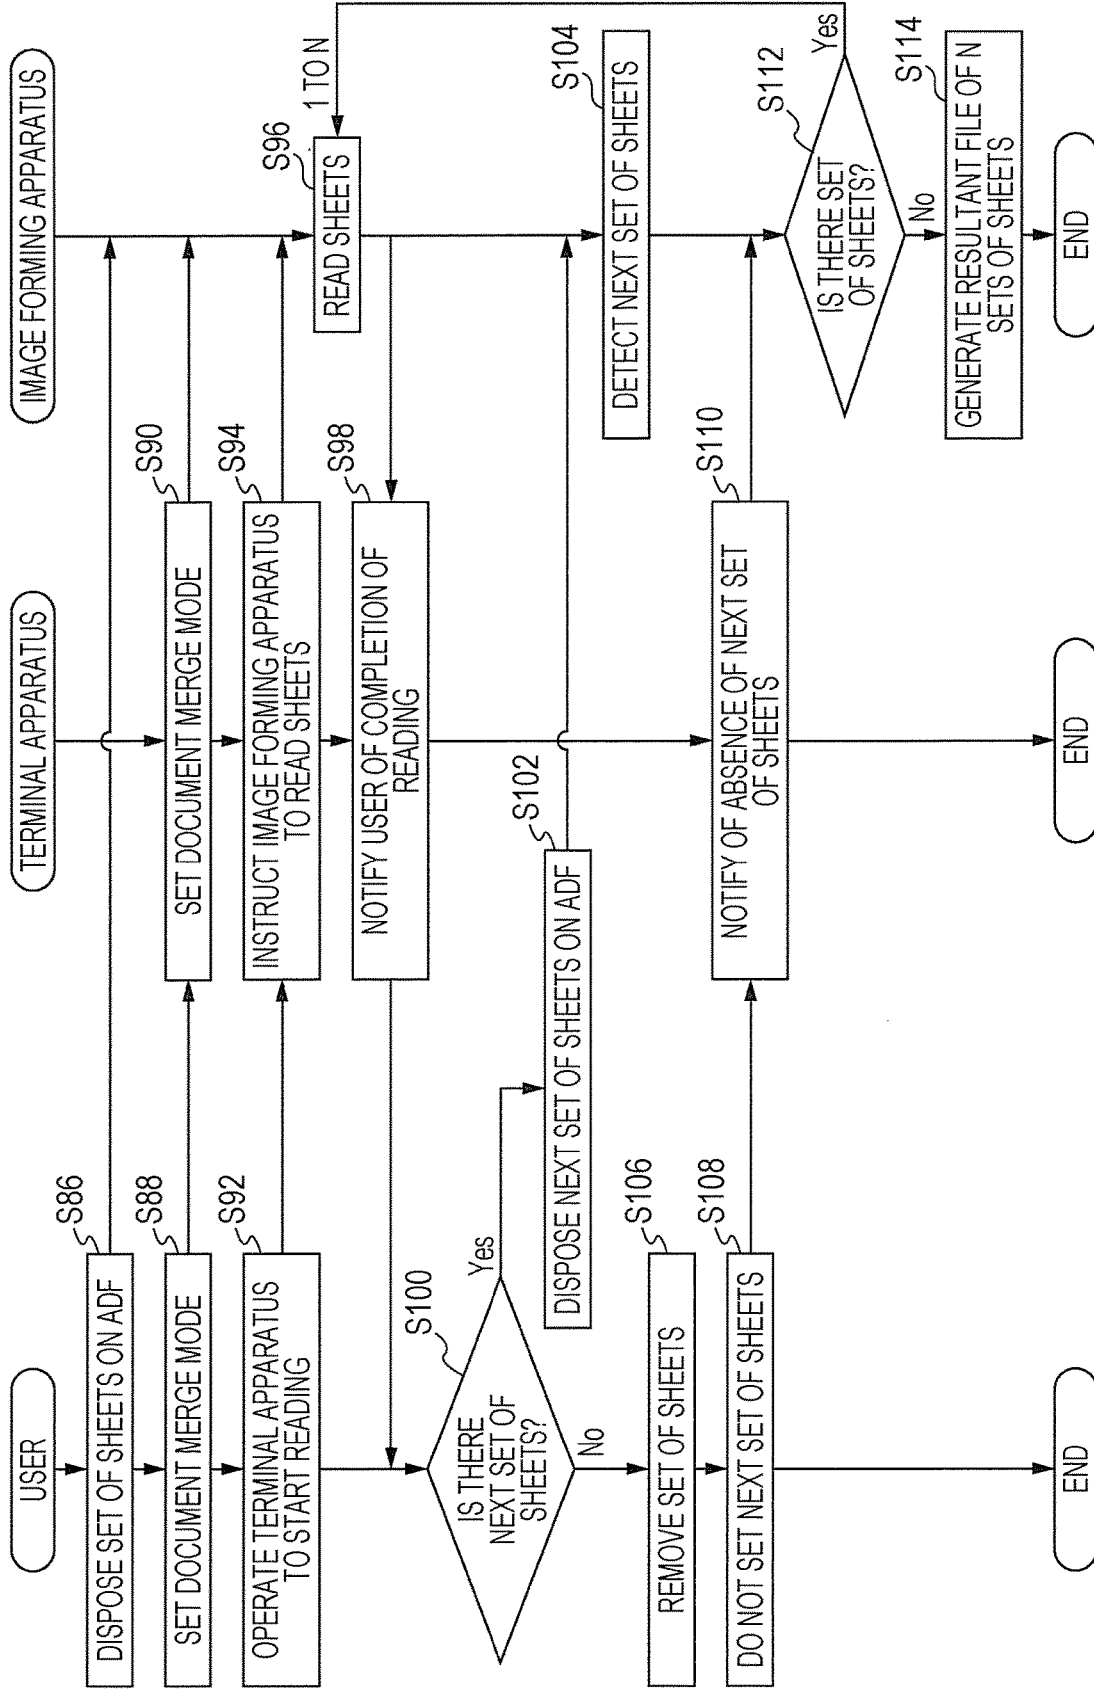 USER
TERMINAL APPARATUS
IMAGE FORMING APPARATUS
S86
DISPOSE SET OF SHEETS ON ADF
S88
SET DOCUMENT MERGE MODE
S90
SET DOCUMENT MERGE MODE
S92
OPERATE TERMINAL APPARATUS
TO START READING
S94
INSTRUCT IMAGE FORMING APPARATUS
TO READ SHEETS
S96
1 TO N
READ SHEETS
S98
NOTIFY USER OF COMPLETION OF
READING
S100
IS THERE
NEXT SET OF
SHEETS?
Yes
No
S102
DISPOSE NEXT SET OF SHEETS ON ADF
S104
DETECT NEXT SET OF SHEETS
S106
REMOVE SET OF SHEETS
S108
DO NOT SET NEXT SET OF SHEETS
S110
NOTIFY OF ABSENCE OF NEXT SET
OF SHEETS
S112
IS THERE SET
OF SHEETS?
Yes
No
S114
GENERATE RESULTANT FILE OF N
SETS OF SHEETS
END
END
END